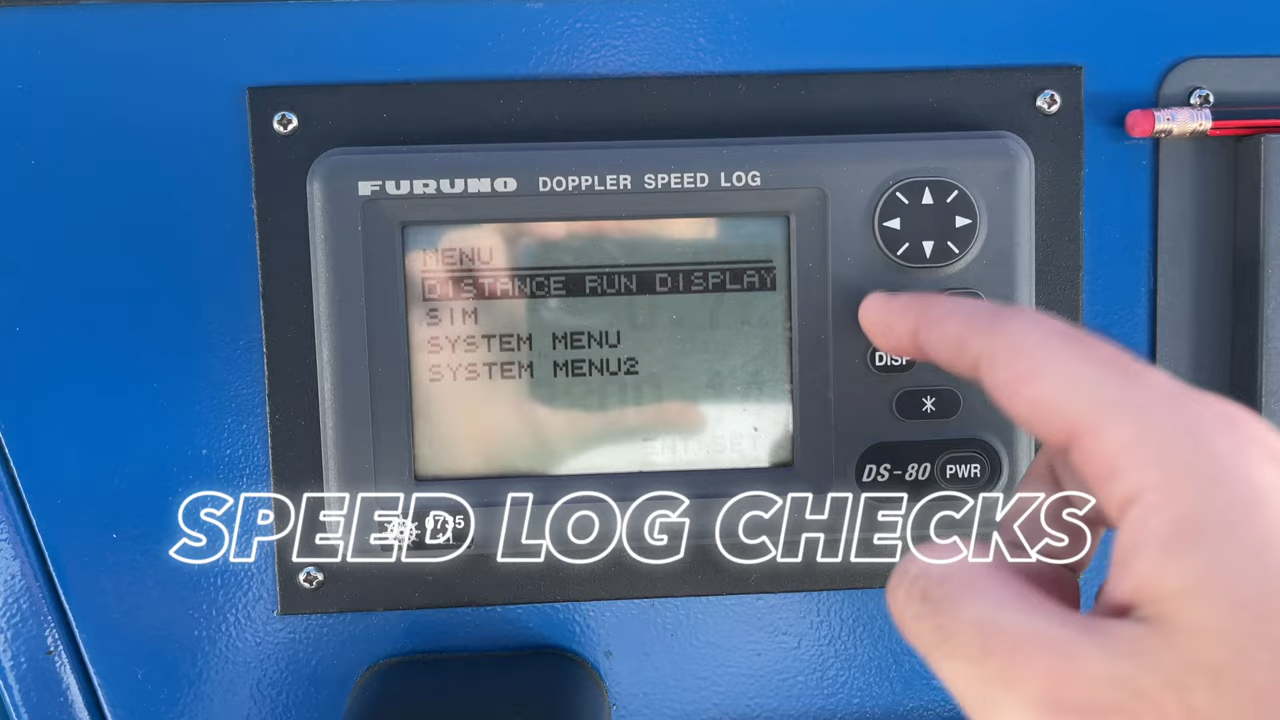 FURUNO DOPPLER SPEED LOG
MENU
DISTANCE RUN DISPLAY
SIM
SYSTEM MENU
SYSTEM MENU2
DISP
DS-80 PWR
SPEED LOG CHECKS
0735